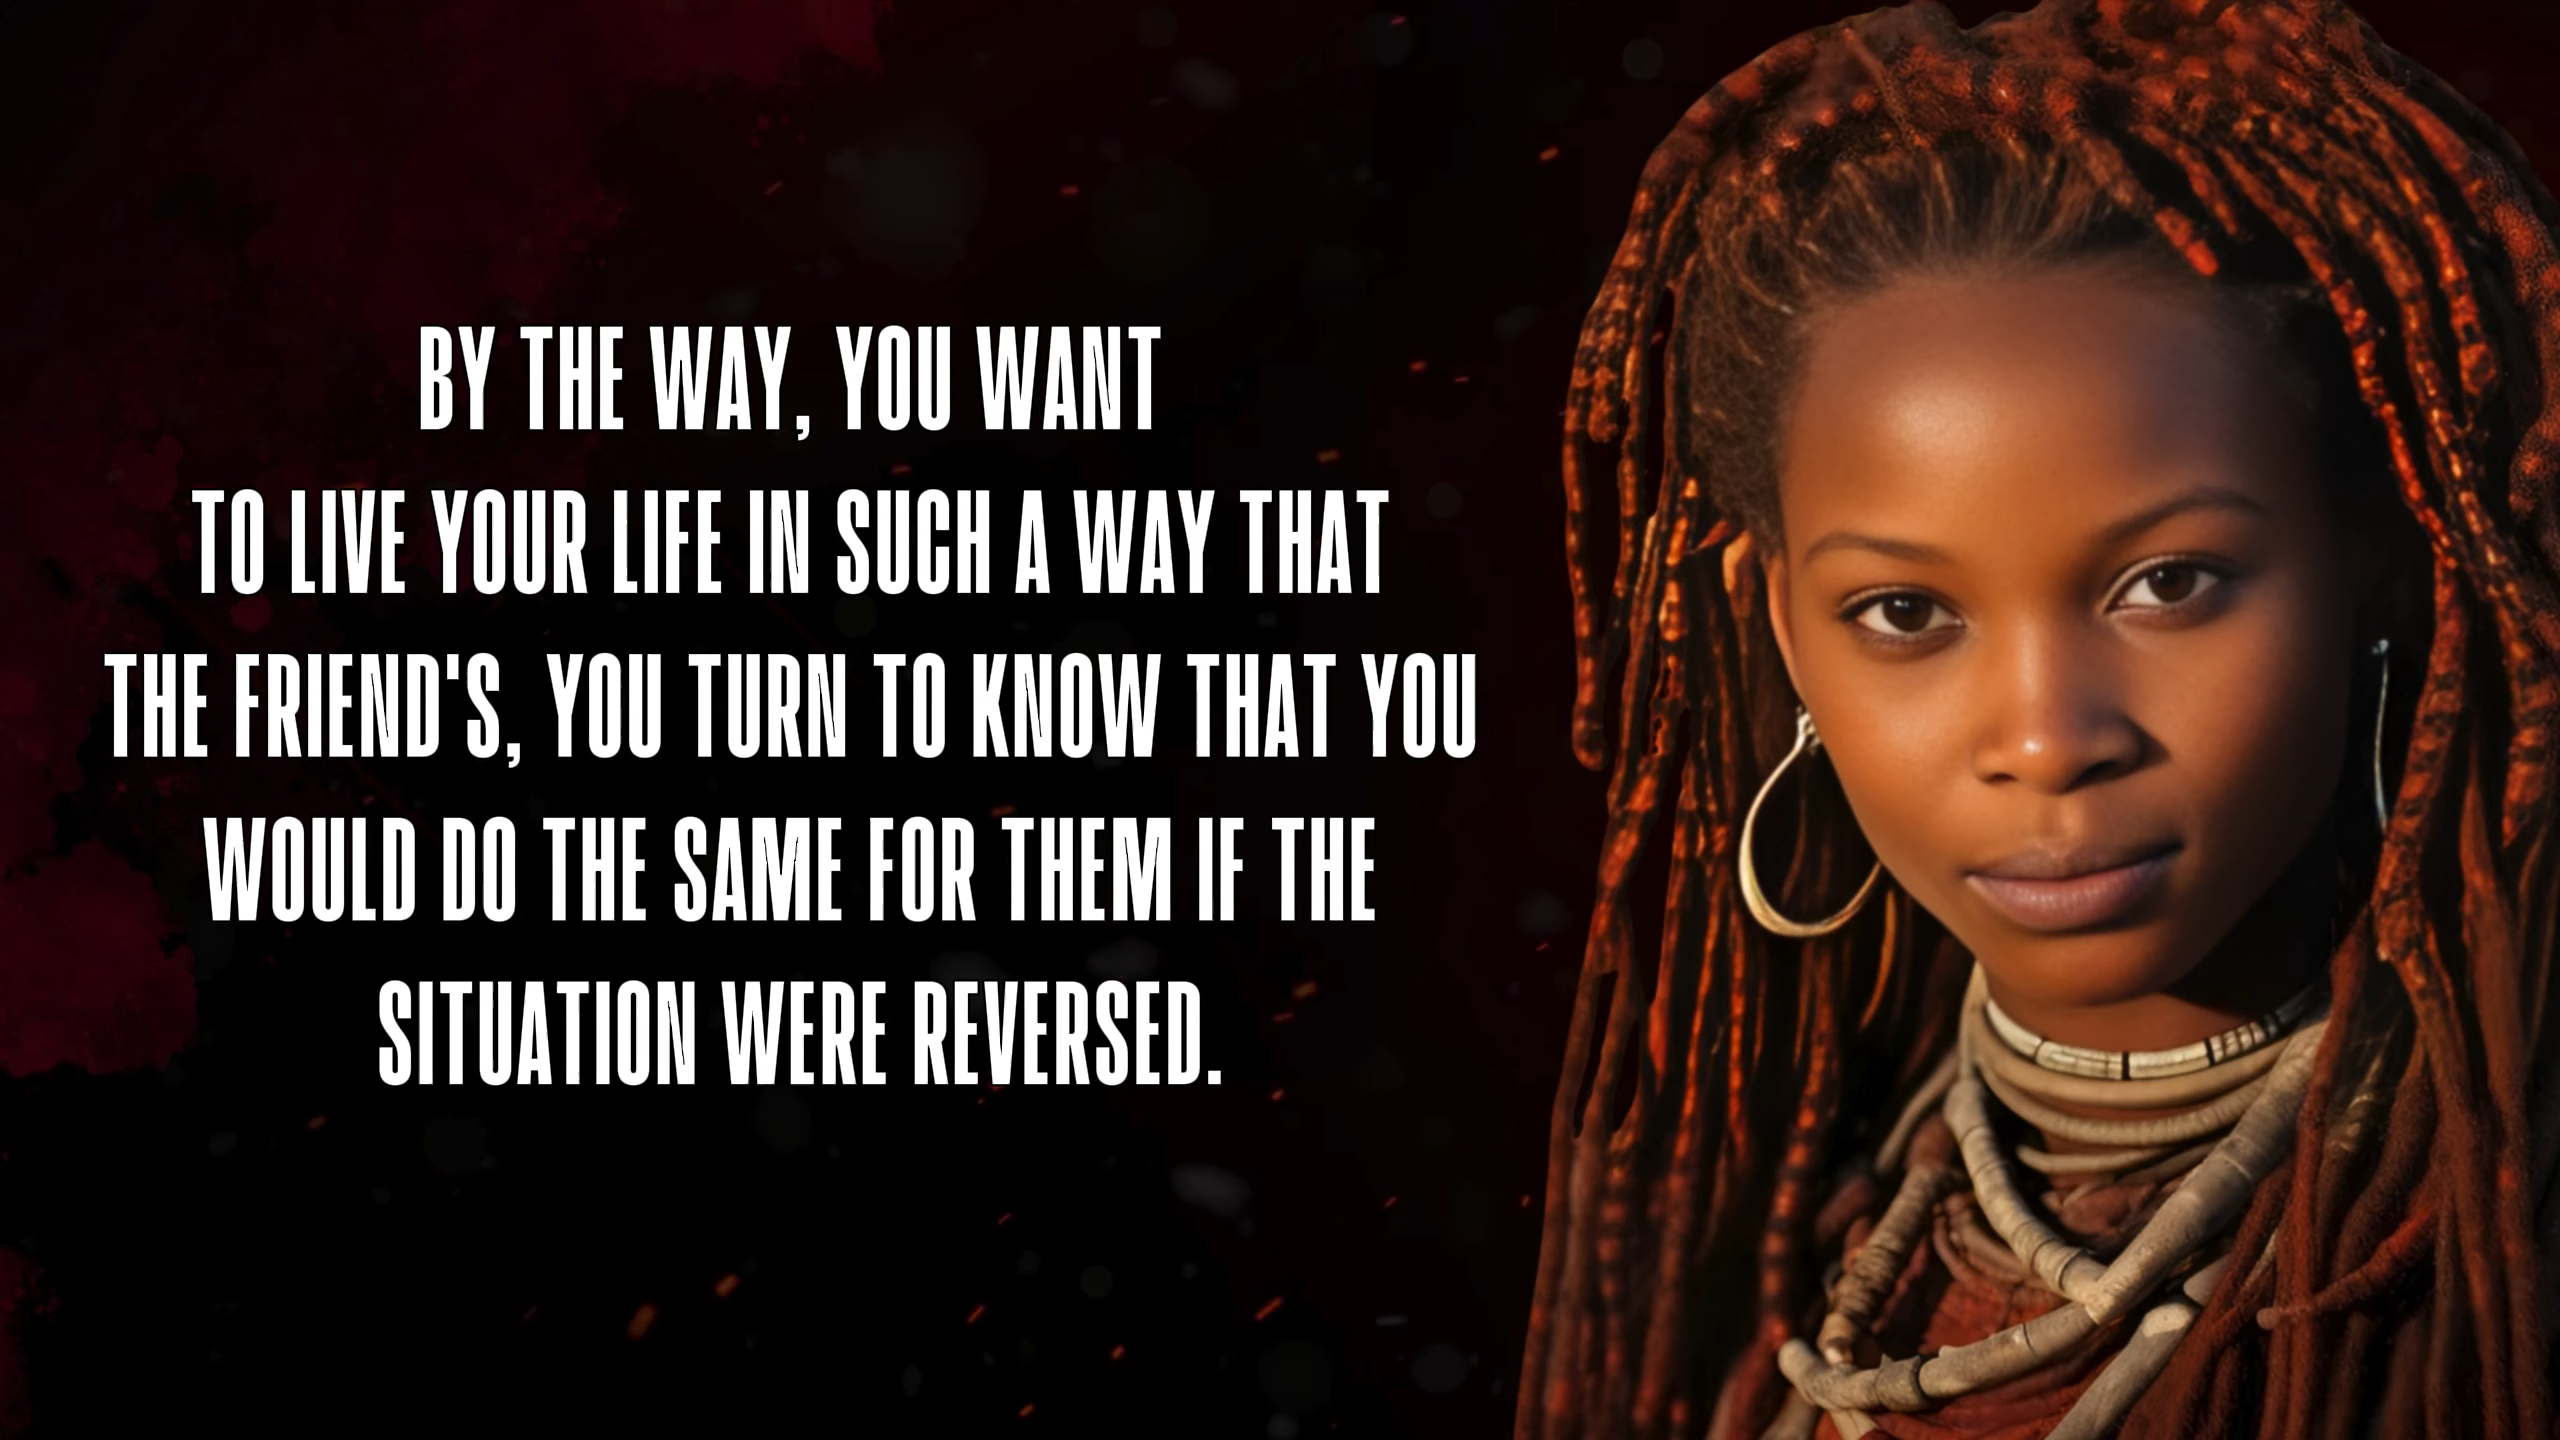 BY THE WAY, YOU WANT
TO LIVE YOUR LIFE IN SUCH A WAY THAT
THE FRIEND'S, YOU TURN TO KNOW THAT YOU
WOULD DO THE SAME FOR THEM IF THE
SITUATION WERE REVERSED.